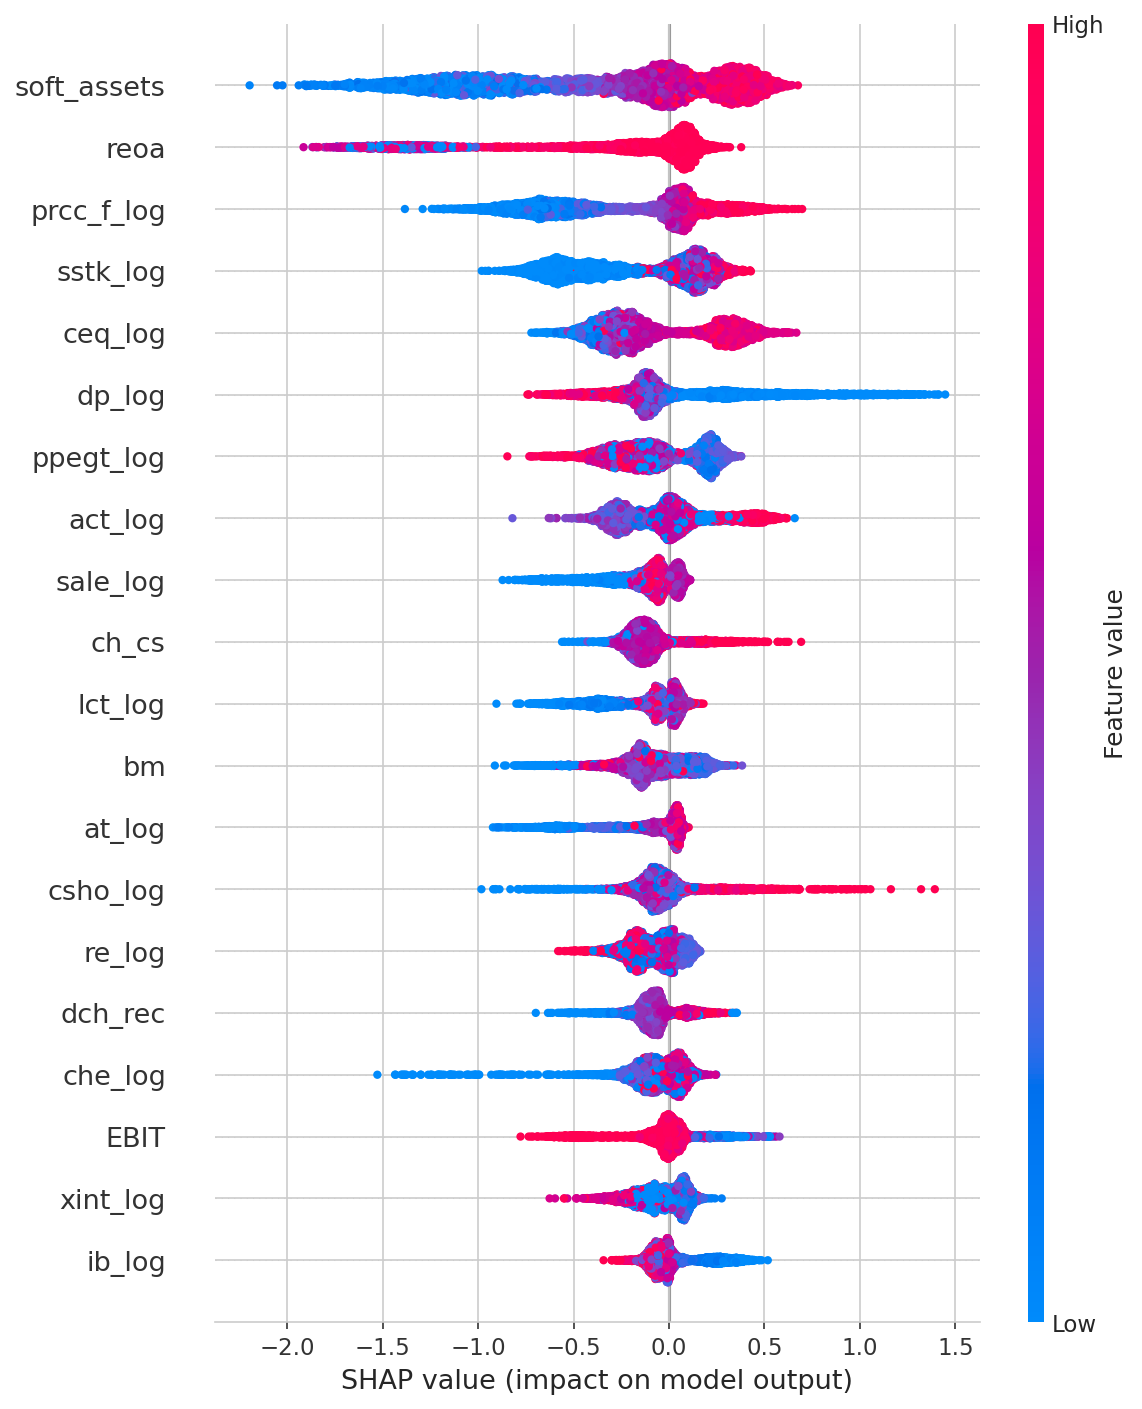 High
soft_assets
reoa
prcc_f_log
sstk_log
ceq_log
dp_log
ppegt_log
act_log
sale_log
ch_cs
lct_log
bm
at_log
csho_log
re_log
dch_rec
che_log
EBIT
xint_log
ib_log
Feature value
Low
−2.0 −1.5 −1.0 −0.5 0.0 0.5 1.0 1.5
SHAP value (impact on model output)